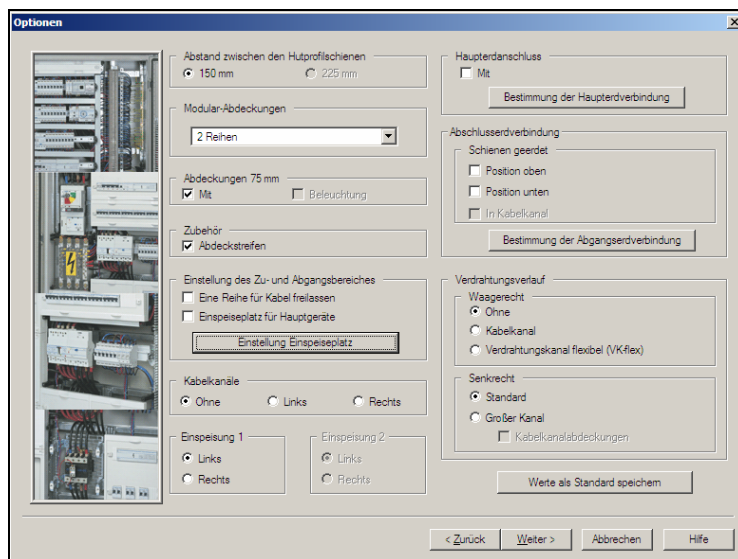 Optionen
Abstand zwischen den Hutprofilschienen
150 mm
225 mm
Modular-Abdeckungen
2 Reihen
Abdeckungen 75 mm
Mit
Beleuchtung
Zubehör
Abdeckstreifen
Einstellung des Zu- und Abgangsbereiches
Eine Reihe für Kabel freilassen
Einspeiseplatz für Hauptgeräte
Einstellung Einspeiseplatz
Kabelkanäle
Ohne
Links
Rechts
Einspeisung 1
Links
Rechts
Einspeisung 2
Links
Rechts
Haupterdanschluss
Mit
Bestimmung der Haupterdverbindung
Abschlusserdverbindung
Schienen geerdet
Position oben
Position unten
In Kabelkanal
Bestimmung der Abgangserdverbindung
Verdrahtungsverlauf
Waagerecht
Ohne
Kabelkanal
Verdrahtungskanal flexibel (VK-flex)
Senkrecht
Standard
Großer Kanal
Kabelkanalabdeckungen
Werte als Standard speichern
< Zurück
Weiter >
Abbrechen
Hilfe